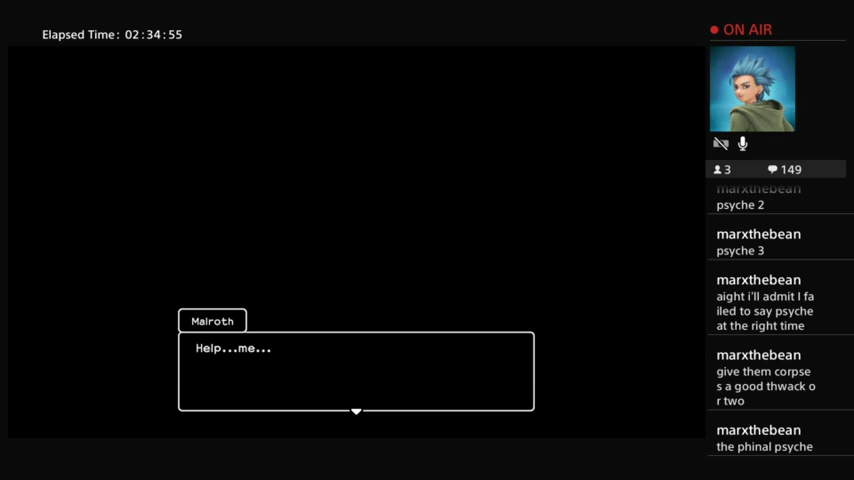 Elapsed Time: 02:34:55
ON AIR
3 149
marxthebean
psyche 2
marxthebean
psyche 3
marxthebean
aight i'll admit I fa
iled to say psyche
at the right time
marxthebean
give them corpse
s a good thwack o
r two
marxthebean
the phinal psyche
Malroth
Help...me...